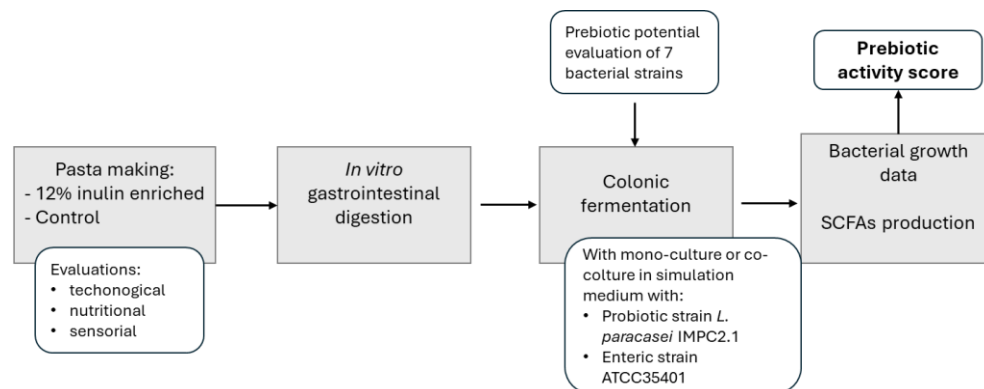 Prebiotic potential
evaluation of 7
bacterial strains
Prebiotic
activity score
Pasta making:
- 12% inulin enriched
- Control
In vitro
gastrointestinal
digestion
Colonic
fermentation
Bacterial growth
data
SCFAs production
Evaluations:
• techonogical
• nutritional
• sensorial
With mono-culture or co-
colture in simulation
medium with:
• Probiotic strain L.
paracasei IMPC2.1
• Enteric strain
ATCC35401